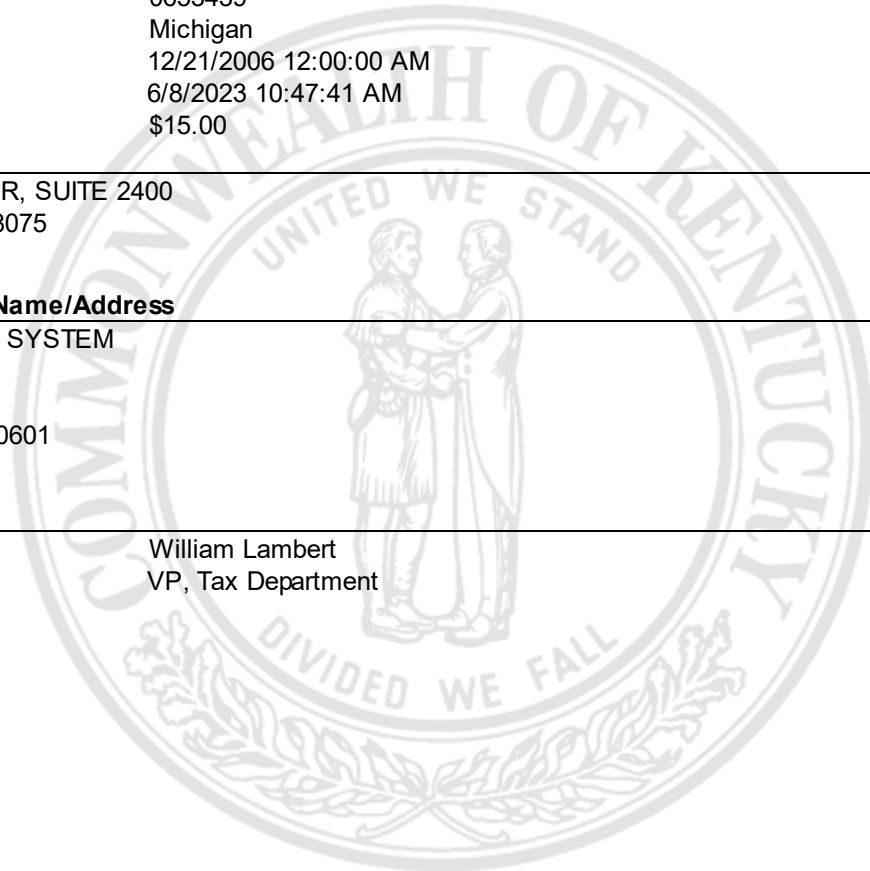 Michigan
12/21/2006 12:00:00 AM
6/8/2023 10:47:41 AM
$15.00
R, SUITE 2400
3075
Name/Address
SYSTEM
0601
William Lambert
VP, Tax Department
COMMONWEALTH OF KENTUCKY
UNITED WE STAND
DIVIDED WE FALL